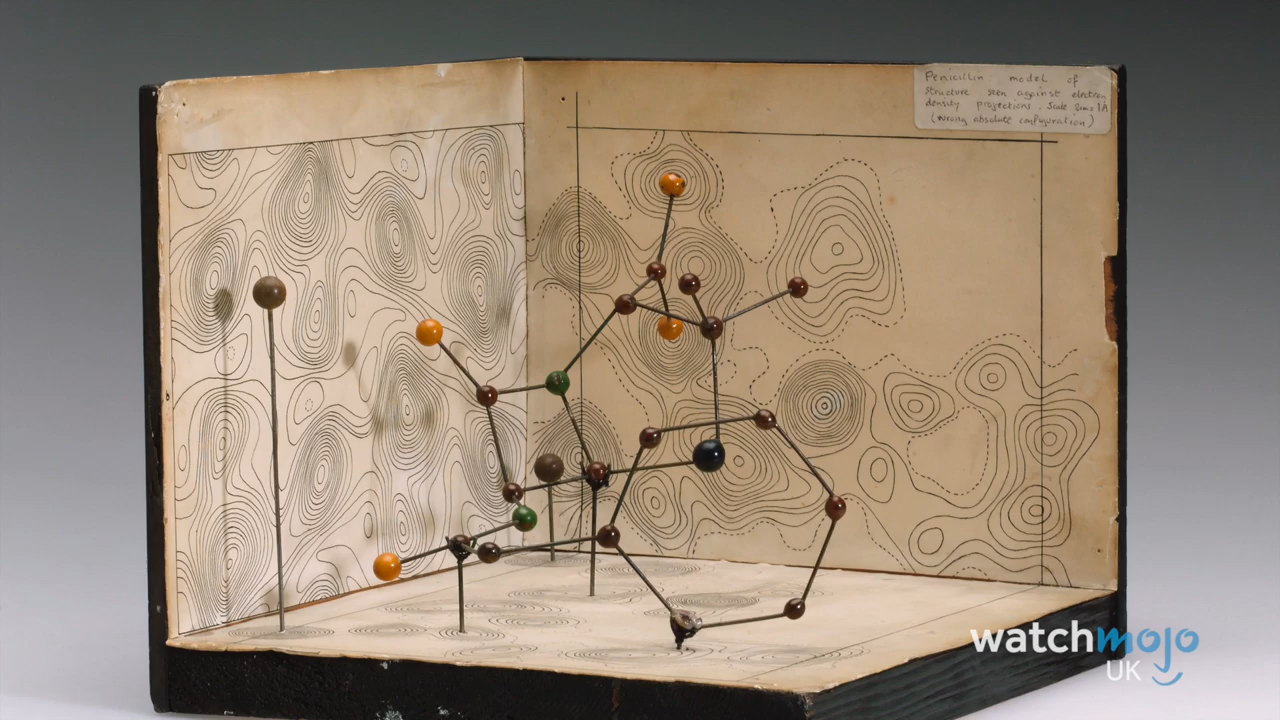 Penicillin: model of
structure seen against electron
density projections. Scale 2cm = 1Å
(wrong absolute configuration)
watchmojo
UK